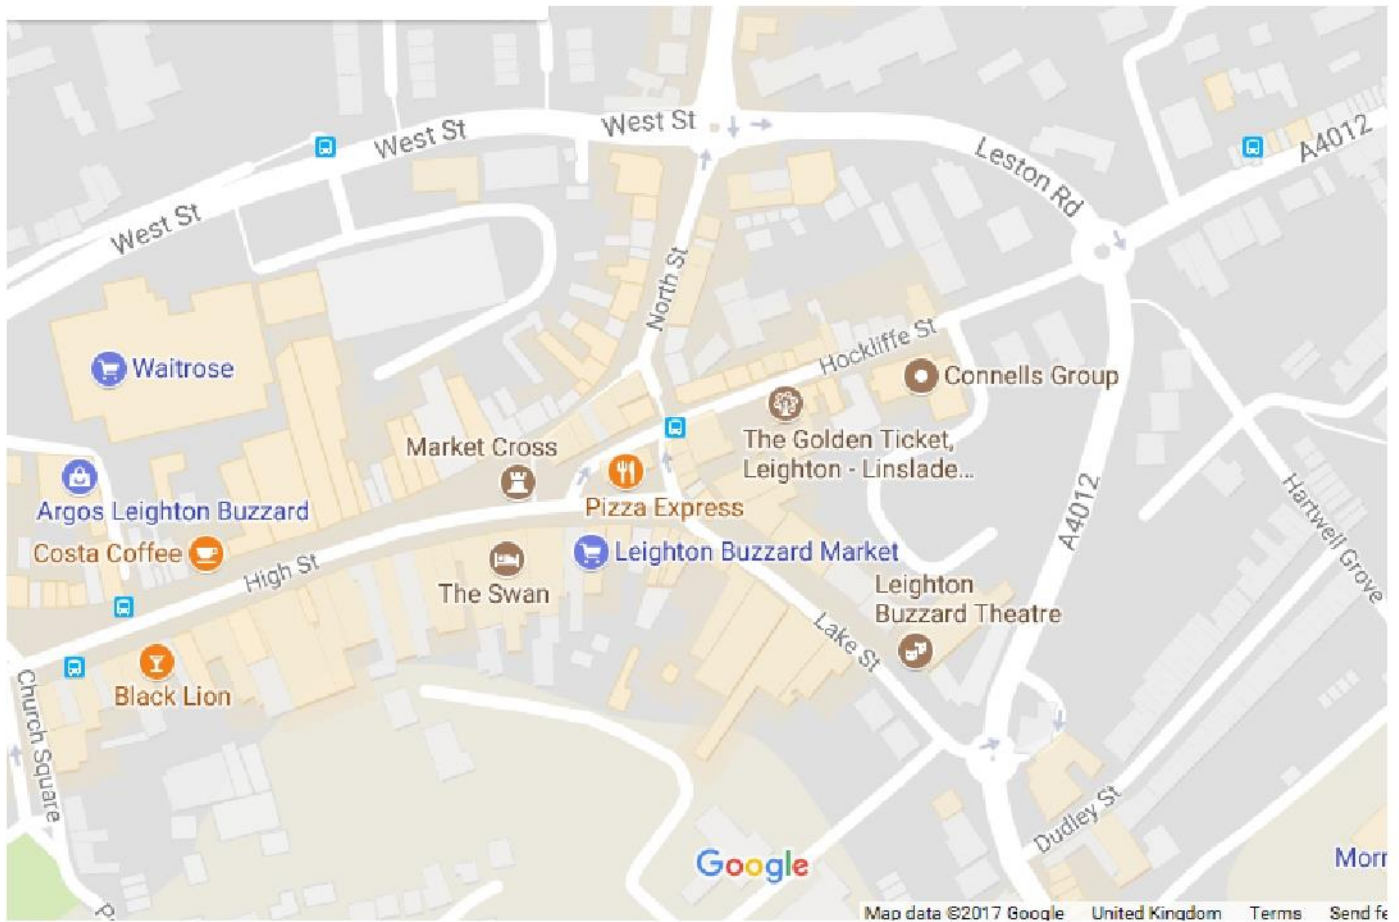 West St
West St
West St
Leston Rd
A4012
North St
Hockliffe St
Waitrose
Connells Group
Market Cross
The Golden Ticket,
Leighton - Linslade...
Argos Leighton Buzzard
Pizza Express
A4012
Hartwell Grove
Costa Coffee
High St
Leighton Buzzard Market
The Swan
Leighton
Buzzard Theatre
Lake St
Black Lion
Church Square
Dudley St
Google
Morr
P
Map data ©2017 Google United Kingdom Terms Send fe